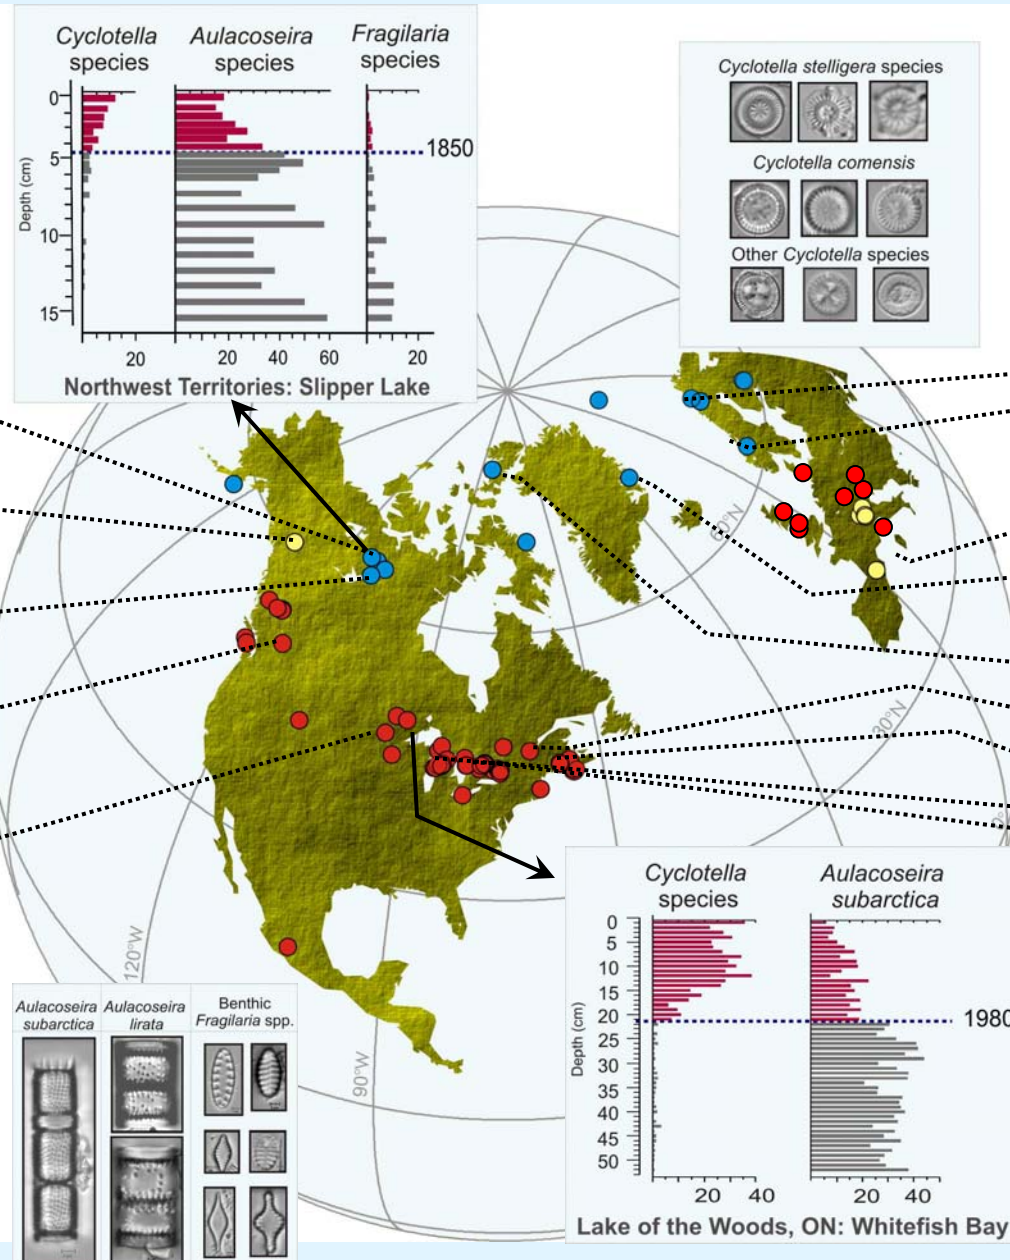 Cyclotella species
Aulacoseira species
Fragilaria species
0
5
10
15
Depth (cm)
1850
20
20 40 60
20
Northwest Territories: Slipper Lake
Cyclotella stelligera species
Cyclotella comensis
Other Cyclotella species
60°N
30°N
120°W
90°W
Aulacoseira subarctica
Aulacoseira lirata
Benthic Fragilaria spp.
Cyclotella species
Aulacoseira subarctica
0
5
10
15
20
25
30
35
40
45
50
Depth (cm)
1980
20 40
20 40
Lake of the Woods, ON: Whitefish Bay